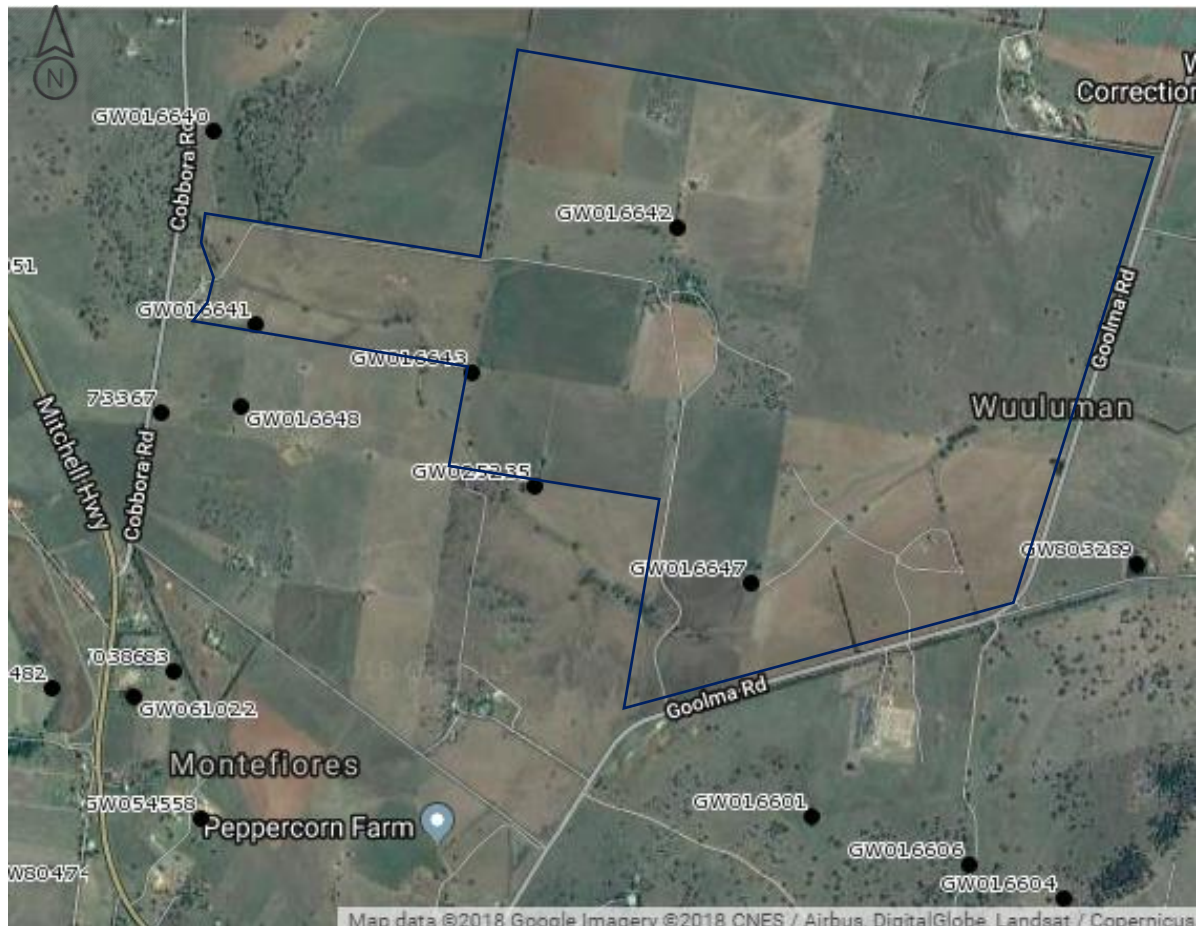 N
W
Correction
GW016640
Cobbora Rd
GW016642
051
GW016641
Goolma Rd
GW016643
Wuuluman
73367
GW016648
Mitchell Hwy
Cobbora Rd
GW025235
GW803289
GW016647
7038683
482
GW061022
Goolma Rd
Montefiores
GW054558
Peppercorn Farm
GW016601
GW016606
W80474
GW016604
Map data ©2018 Google Imagery ©2018 CNES / Airbus, DigitalGlobe, Landsat / Copernicus